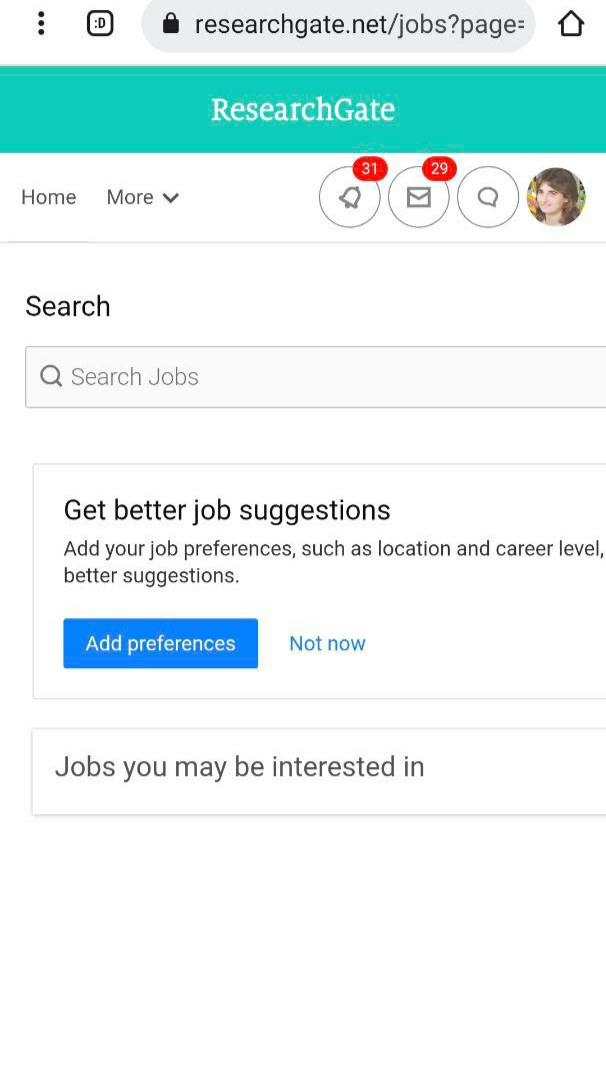 :D
researchgate.net/jobs?page=
ResearchGate
31
29
Home
More
Search
Search Jobs
Get better job suggestions
Add your job preferences, such as location and career level,
better suggestions.
Add preferences
Not now
Jobs you may be interested in